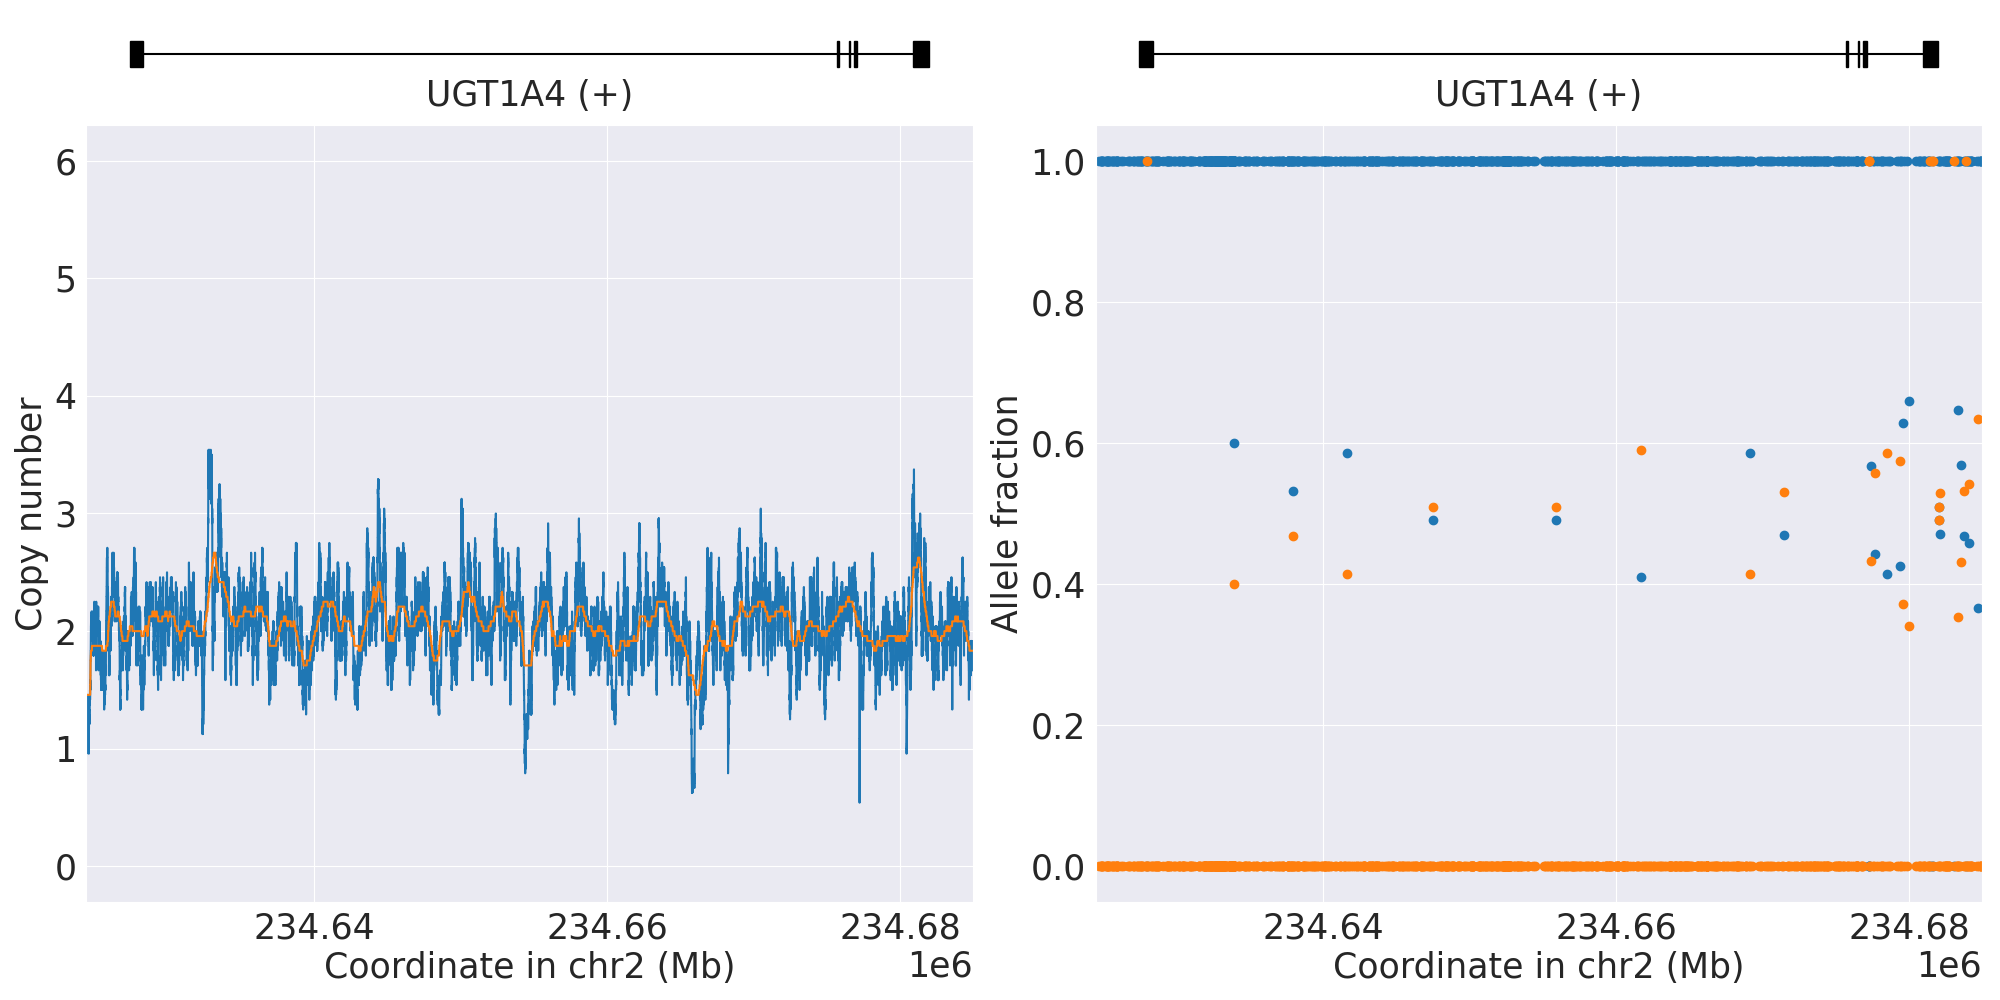 UGT1A4 (+)
6
5
4
3
2
1
0
Copy number
234.64 234.66 234.68
Coordinate in chr2 (Mb) 1e6
UGT1A4 (+)
1.0
0.8
0.6
0.4
0.2
0.0
Allele fraction
234.64 234.66 234.68
Coordinate in chr2 (Mb) 1e6